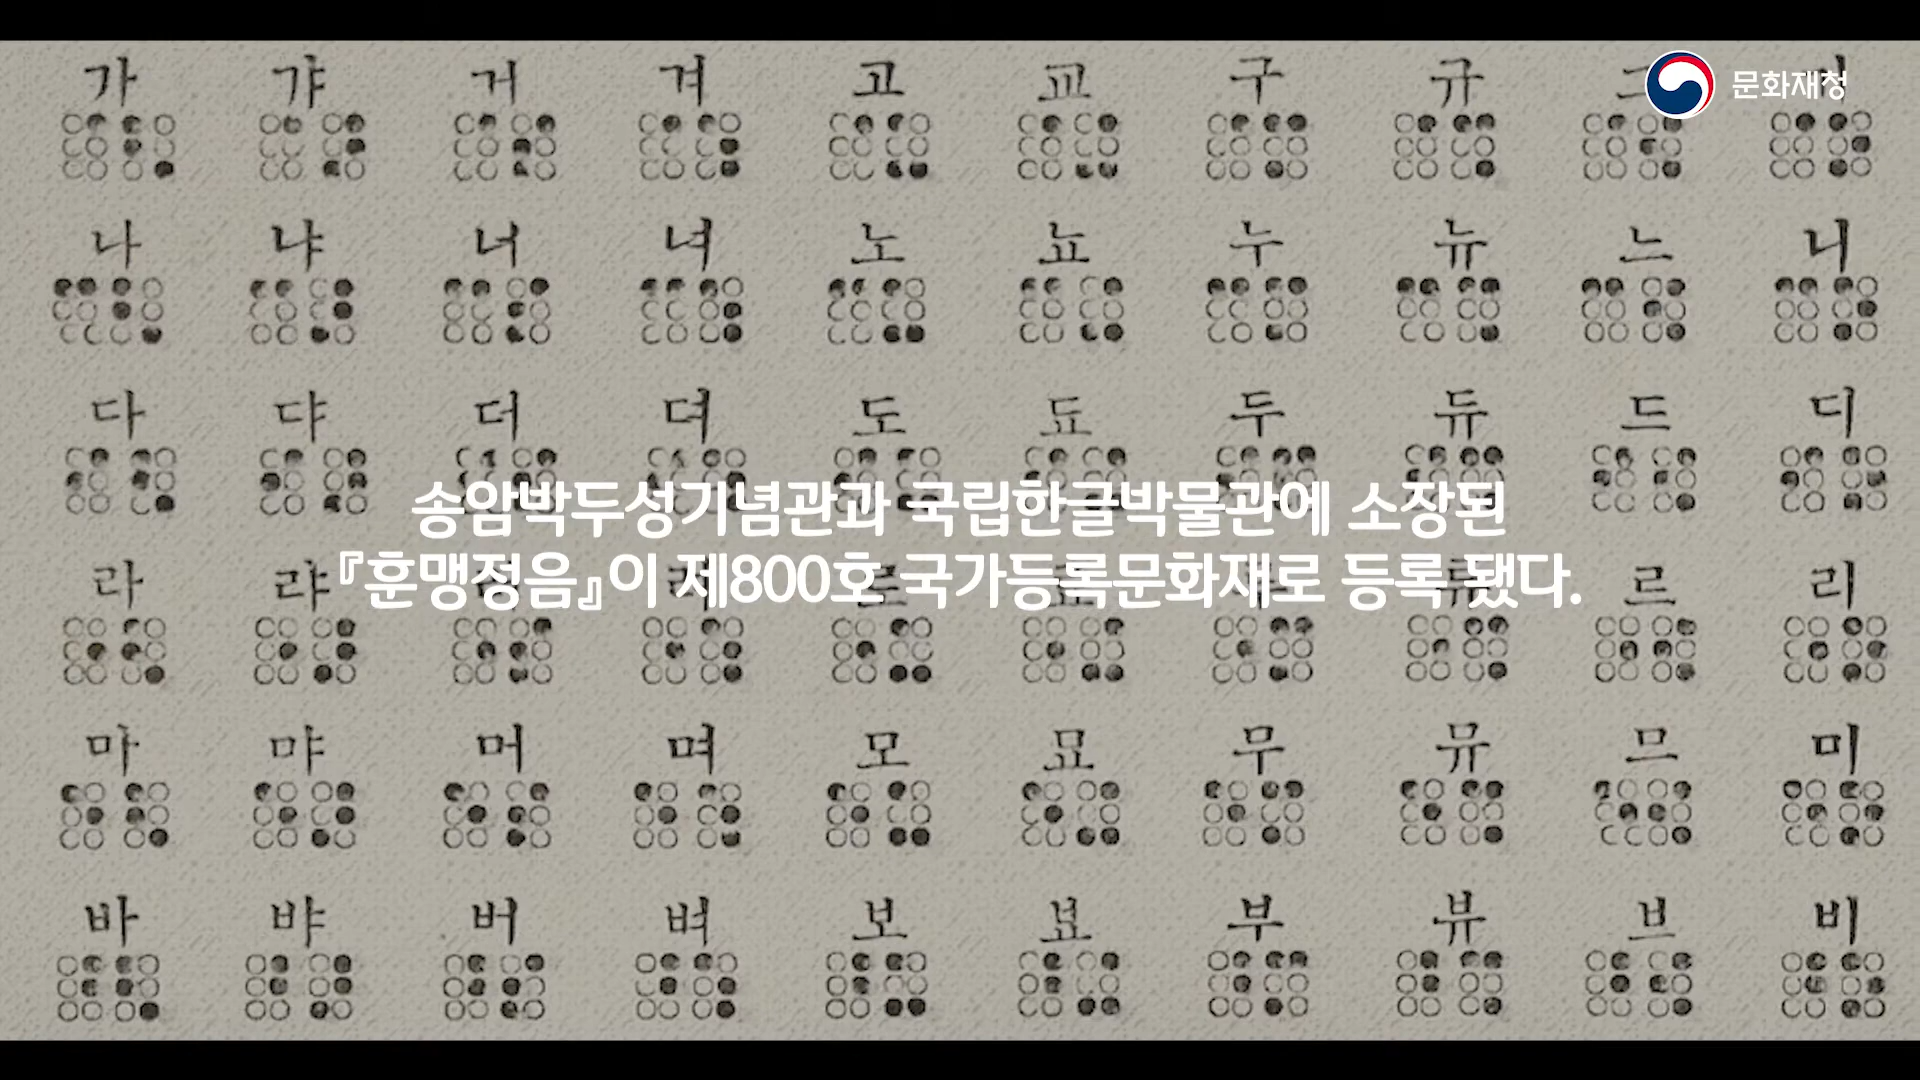 문화재청
가 갸 거 겨 고 교 구 규
나 냐 너 녀 노 뇨 누 뉴 느 니
다 댜 더 뎌 도 됴 두 듀 드 디
송암박두성기념관과 국립한글박물관에 소장된
『훈맹정음』이 제800호 국가등록문화재로 등록 됐다.
라 랴 르 리
마 먀 머 며 모 묘 무 뮤 므 미
바 뱌 버 벼 보 뵤 부 뷰 브 비